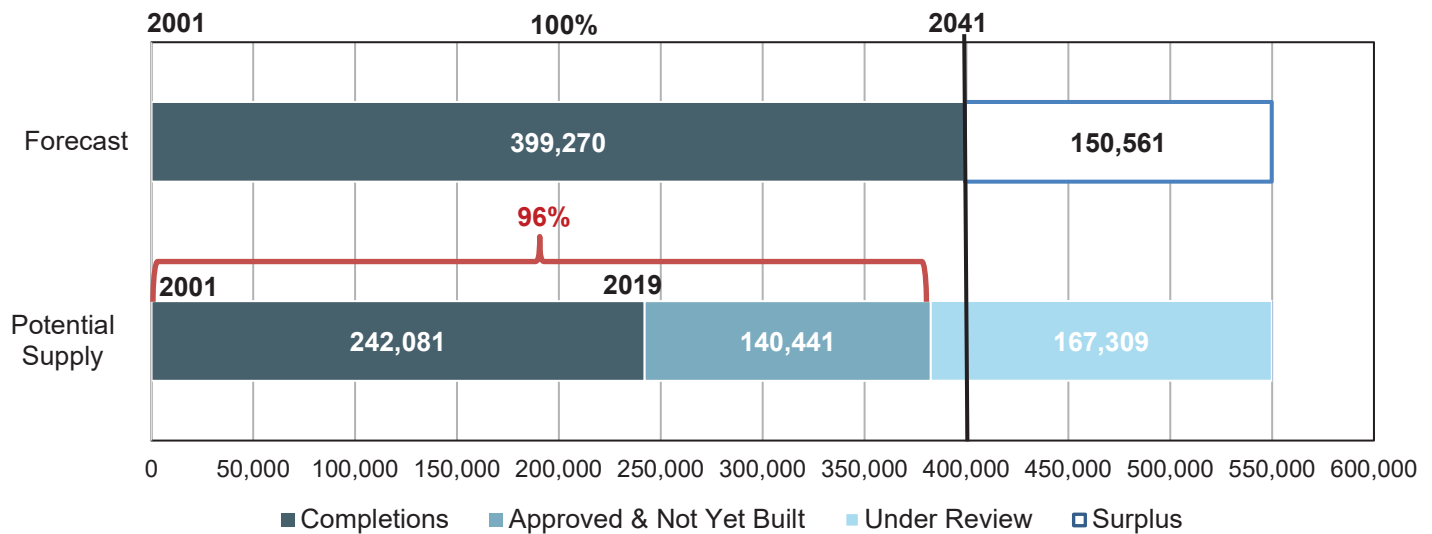 2001 100% 2041
Forecast 399,270 150,561
96%
2001 2019
Potential
Supply
242,081 140,441 167,309
0 50,000 100,000 150,000 200,000 250,000 300,000 350,000 400,000 450,000 500,000 550,000 600,000
Completions Approved & Not Yet Built Under Review Surplus